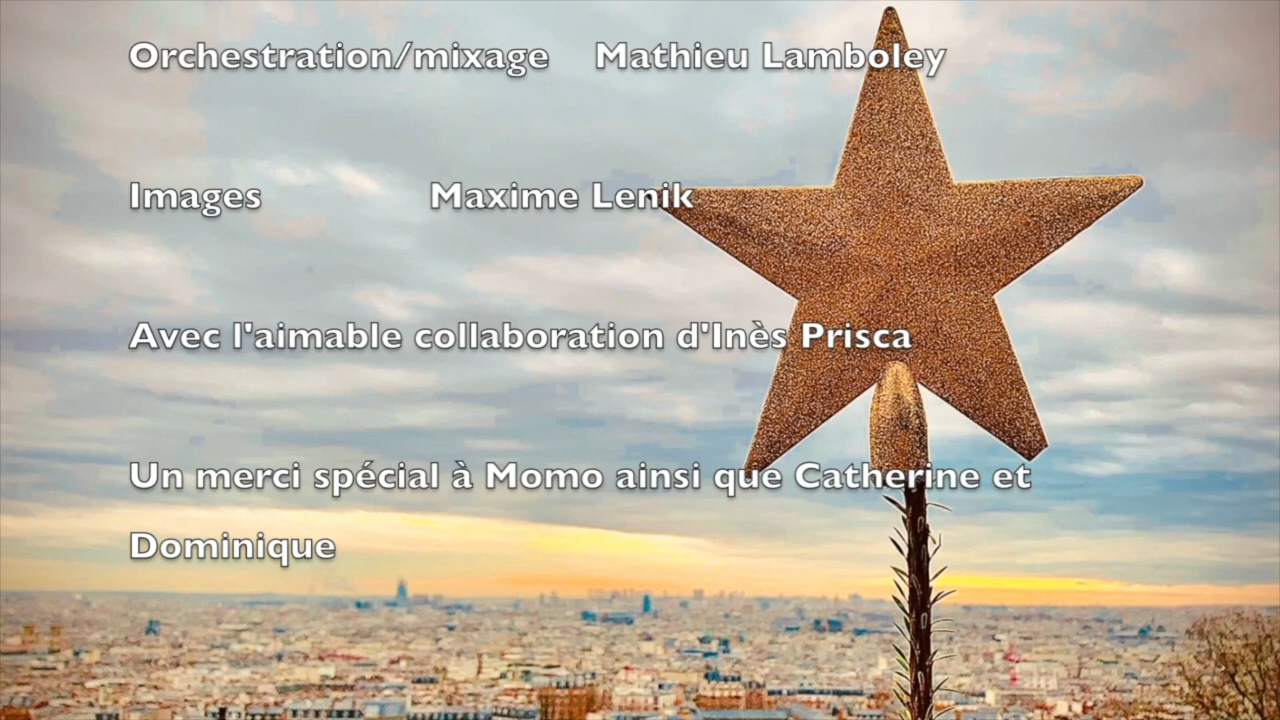 Orchestration/mixage Mathieu Lamboley
Images Maxime Lenik
Avec l'aimable collaboration d'Inès Prisca
Un merci spécial à Momo ainsi que Catherine et
Dominique